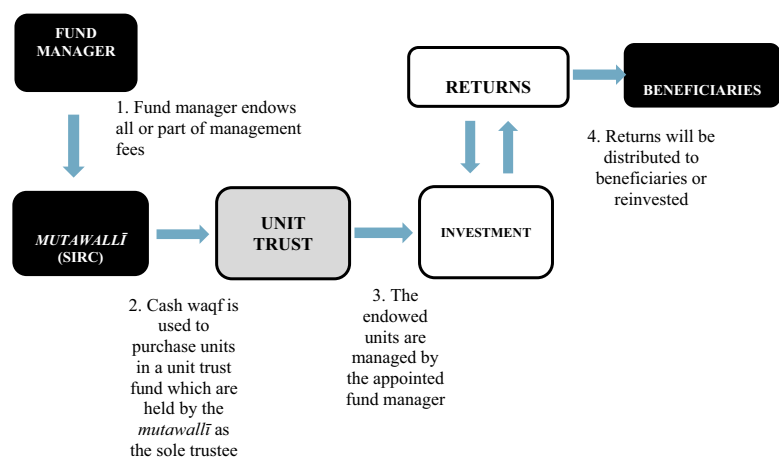 FUND
MANAGER
1. Fund manager endows
all or part of management
fees
MUTAWALLĪ
(SIRC)
2. Cash waqf is
used to
purchase units
in a unit trust
fund which are
held by the
mutawallī as
the sole trustee
UNIT
TRUST
3. The
endowed
units are
managed by
the appointed
fund manager
INVESTMENT
RETURNS
4. Returns will be
distributed to
beneficiaries or
reinvested
BENEFICIARIES